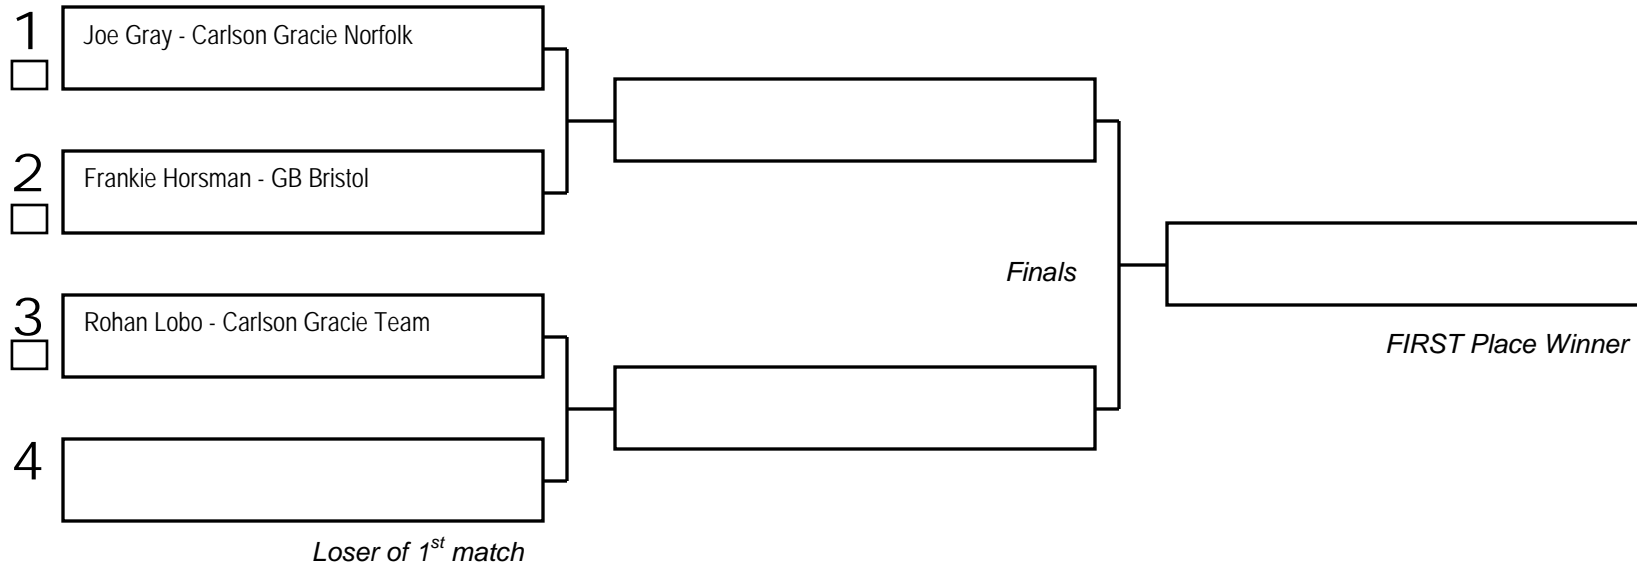 1
Joe Gray - Carlson Gracie Norfolk
2
Frankie Horsman - GB Bristol
Finals
3
Rohan Lobo - Carlson Gracie Team
FIRST Place Winner
4
Loser of 1st match